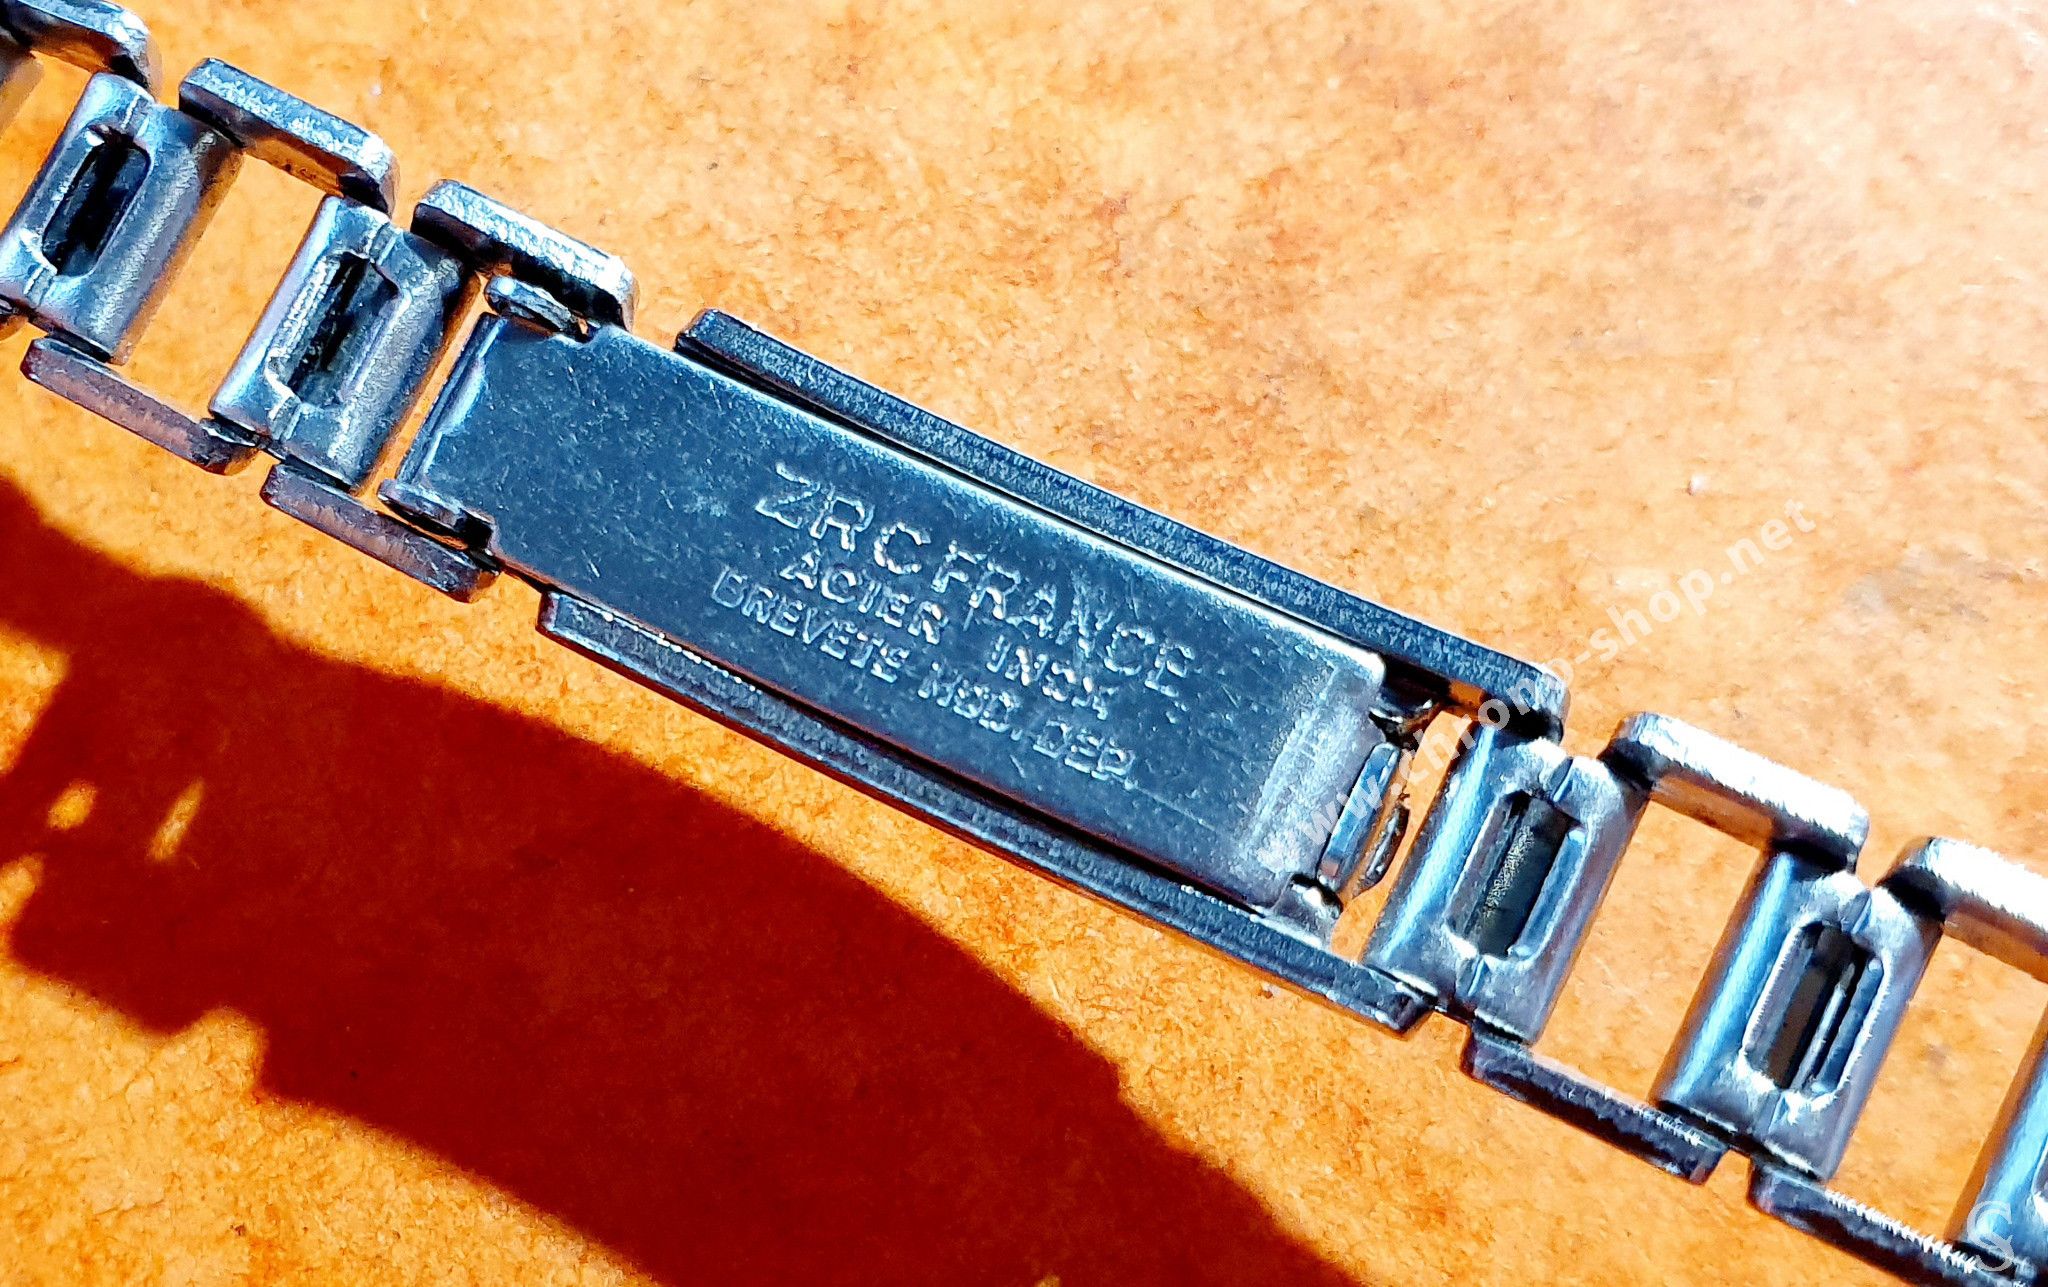 ZRC FRANCE
ACIER INOX
BREVETE MOD. DEP.
www.chrono-shop.net